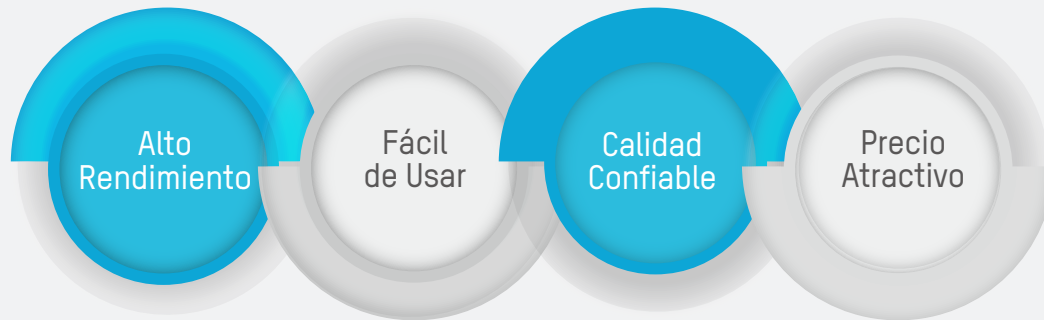 Alto
Rendimiento
Fácil
de Usar
Calidad
Confiable
Precio
Atractivo